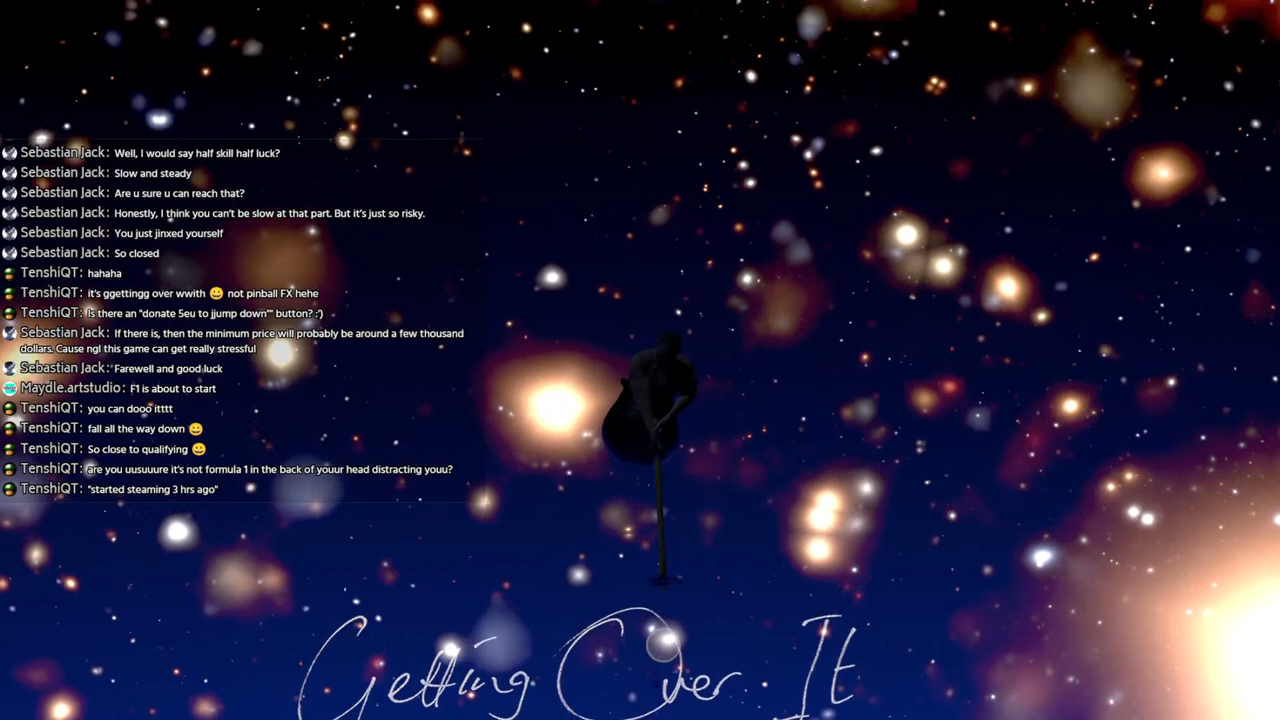 Sebastian Jack: Well, I would say half skill half luck?
Sebastian Jack: Slow and steady
Sebastian Jack: Are u sure u can reach that?
Sebastian Jack: Honestly, I think you can't be slow at that part. But it's just so risky.
Sebastian Jack: You just jinxed yourself
Sebastian Jack: So closed
TenshiQT: hahaha
TenshiQT: it's ggettingg over wwith 😀 not pinball FX hehe
TenshiQT: Is there an "donate 5eu to jjump down"" button? :')
Sebastian Jack: If there is, then the minimum price will probably be around a few thousand
dollars. Cause ngl this game can get really stressful
Sebastian Jack: Farewell and good luck
Maydle.artstudio: F1 is about to start
TenshiQT: you can dooo itttt
TenshiQT: fall all the way down 😀
TenshiQT: So close to qualifying 😀
TenshiQT: are you uusuuure it's not formula 1 in the back of youur head distracting youu?
TenshiQT: "started steaming 3 hrs ago"
Getting Over It